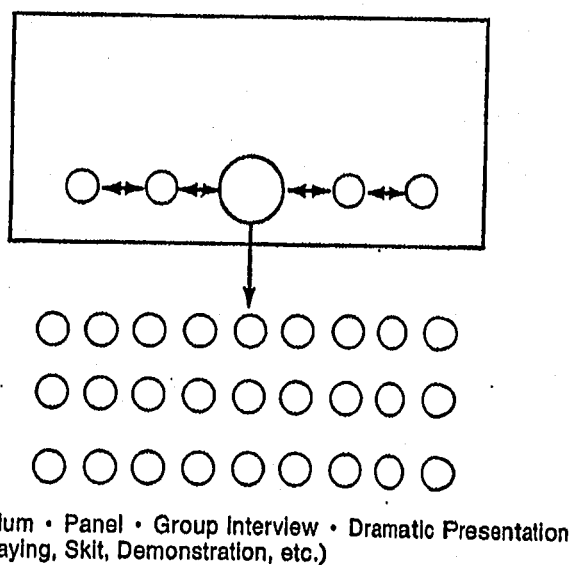 ium • Panel • Group Interview • Dramatic Presentation
aying, Skit, Demonstration, etc.)